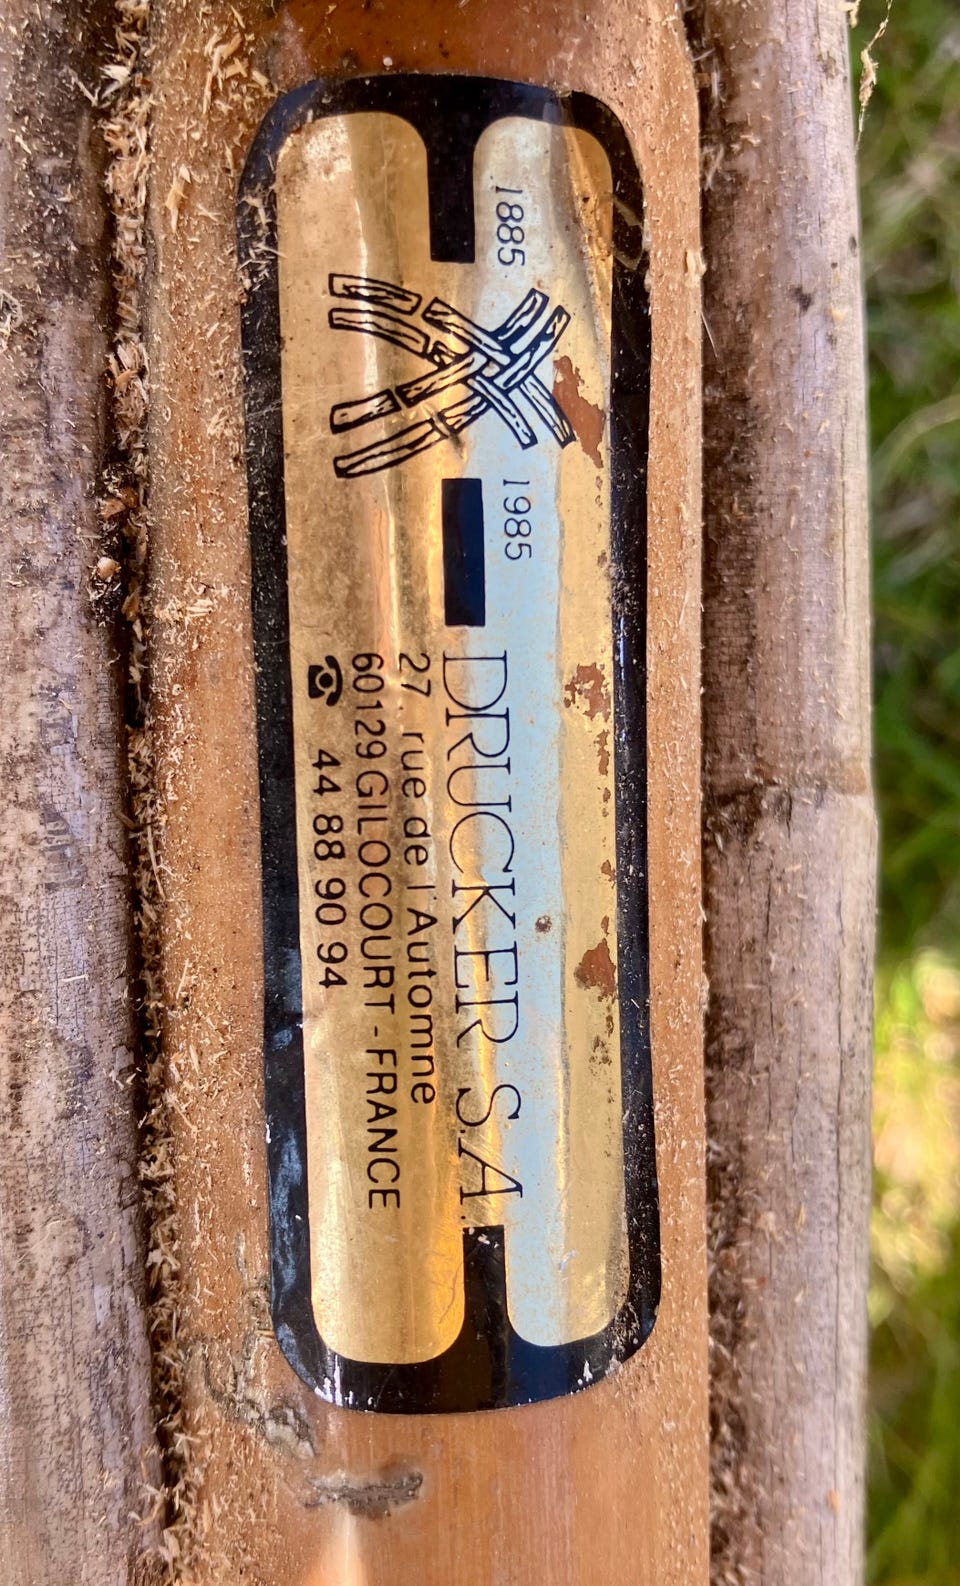 1885 1985
DRUCKER S.A.
27, rue de l'Automne
60129 GILOCOURT - FRANCE
☎ 44 88 90 94